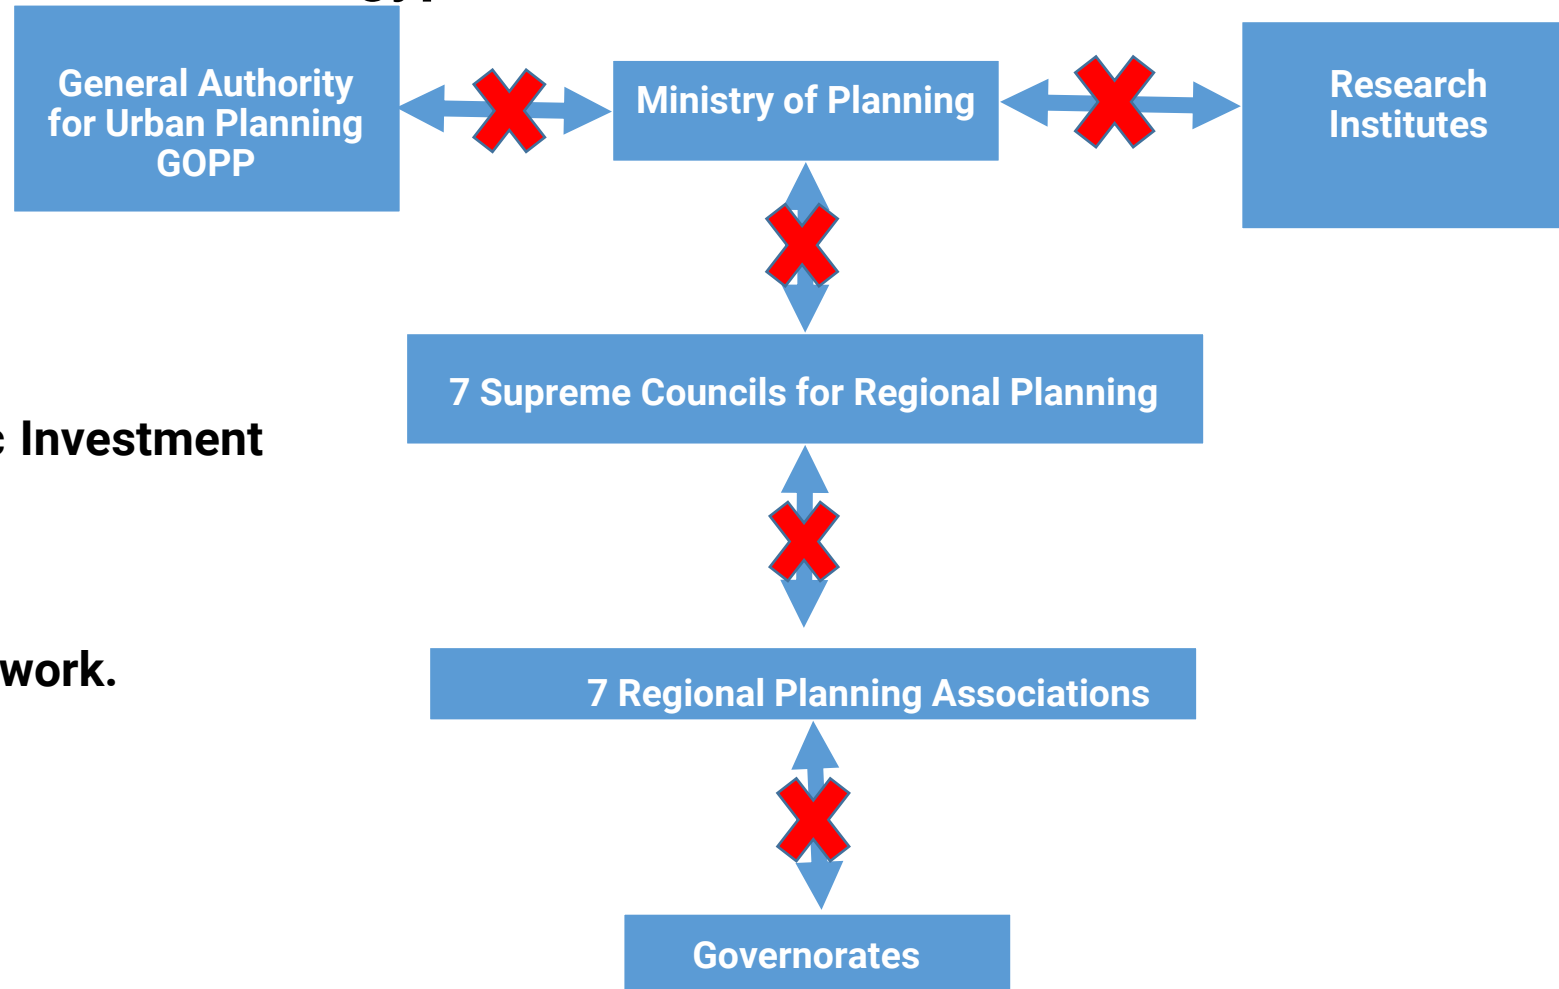 General Authority
for Urban Planning
GOPP
Ministry of Planning
Research
Institutes
7 Supreme Councils for Regional Planning
Investment
work.
7 Regional Planning Associations
Governorates